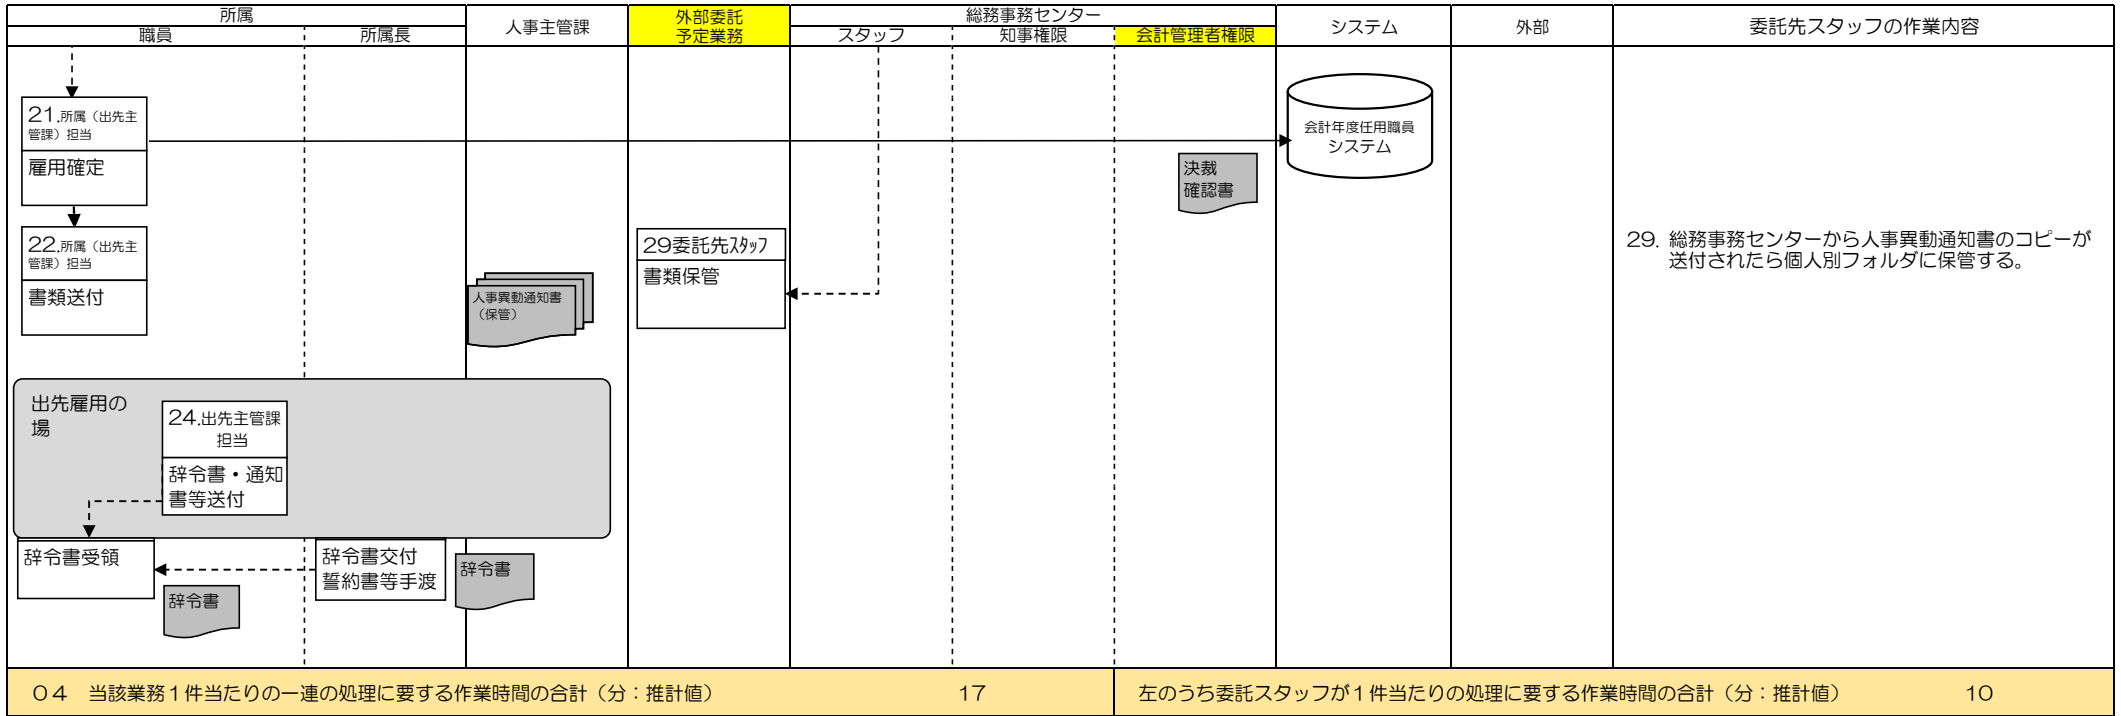 所属
職員
所属長
人事主管課
外部委託
予定業務
総務事務センター
スタッフ
知事権限
会計管理者権限
システム
外部
委託先スタッフの作業内容
21.所属（出先主
管課）担当
雇用確定
会計年度任用職員
システム
決裁
確認書
22.所属（出先主
管課）担当
書類送付
人事異動通知書
（保管）
29委託先ｽﾀｯﾌ
書類保管
29. 総務事務センターから人事異動通知書のコピーが
送付されたら個人別フォルダに保管する。
出先雇用の
場
24.出先主管課
担当
辞令書・通知
書等送付
辞令書受領
辞令書
辞令書交付
誓約書等手渡
辞令書
０４　当該業務１件当たりの一連の処理に要する作業時間の合計（分：推計値）
17
左のうち委託スタッフが１件当たりの処理に要する作業時間の合計（分：推計値）
10